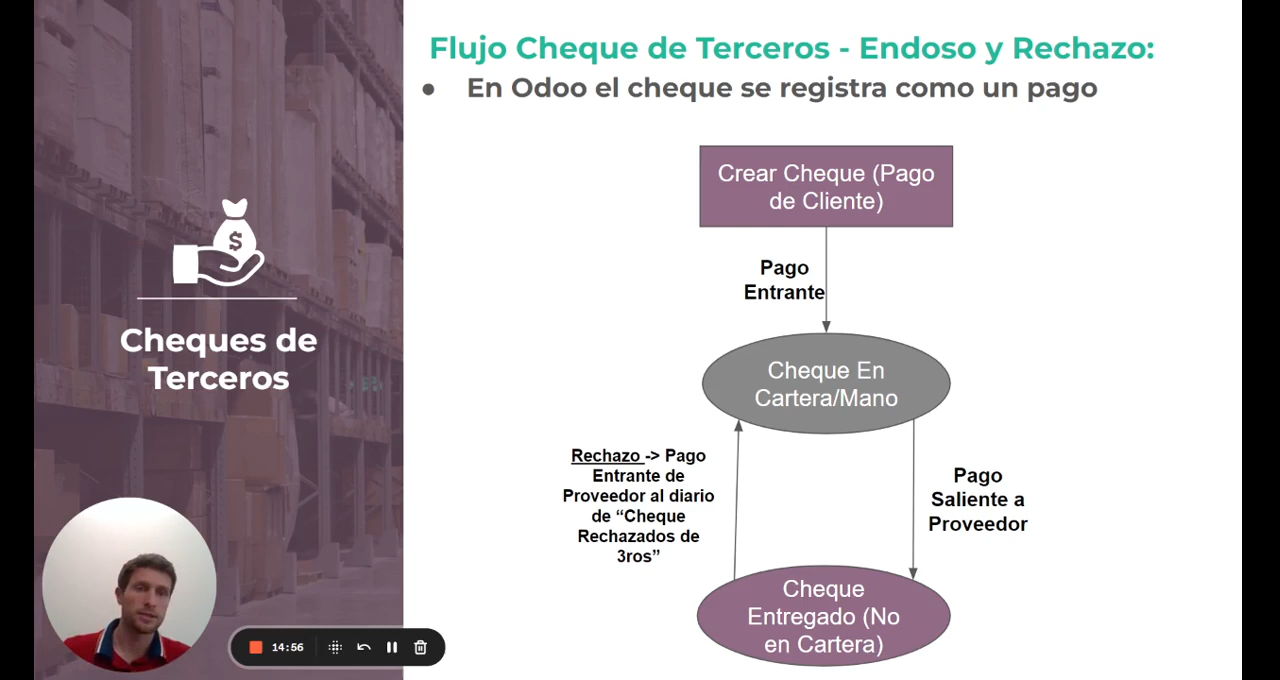 Flujo Cheque de Terceros - Endoso y Rechazo:
● En Odoo el cheque se registra como un pago
Crear Cheque (Pago
de Cliente)
Pago
Entrante
Cheque En
Cartera/Mano
Rechazo -> Pago
Entrante de
Proveedor al diario
de “Cheque
Rechazados de
3ros”
Pago
Saliente a
Proveedor
Cheque
Entregado (No
en Cartera)
$
Cheques de
Terceros
14:56